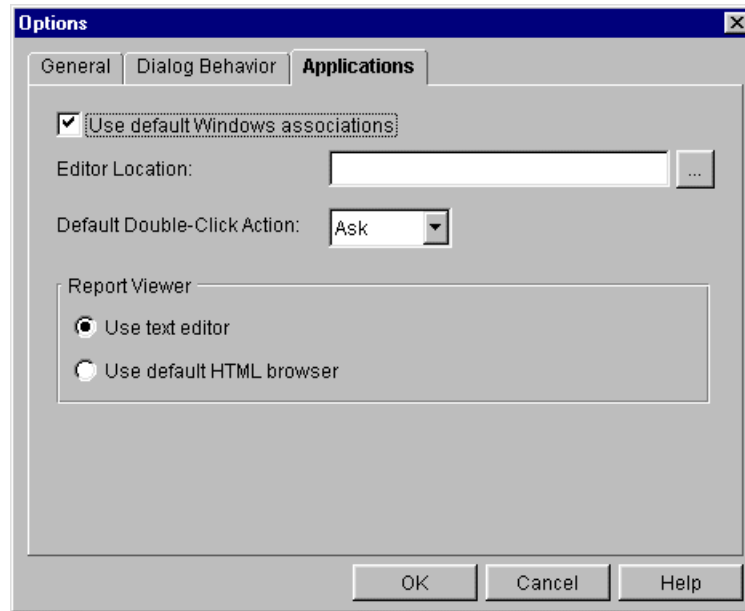 Options
General Dialog Behavior Applications
Use default Windows associations
Editor Location: ...
Default Double-Click Action: Ask
Report Viewer
Use text editor
Use default HTML browser
OK Cancel Help